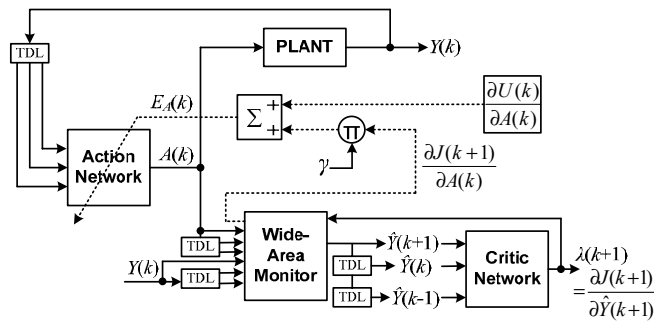 PLANT
Y(k)
TDL
E_A(k)
Σ
+
+
∂U(k)
∂A(k)
Π
γ
Action
Network
A(k)
∂J(k+1)
∂A(k)
TDL
Y(k)
TDL
Wide-
Area
Monitor
Ŷ(k+1)
TDL
Ŷ(k)
TDL
Ŷ(k-1)
Critic
Network
λ(k+1)
= ∂J(k+1)
∂Ŷ(k+1)